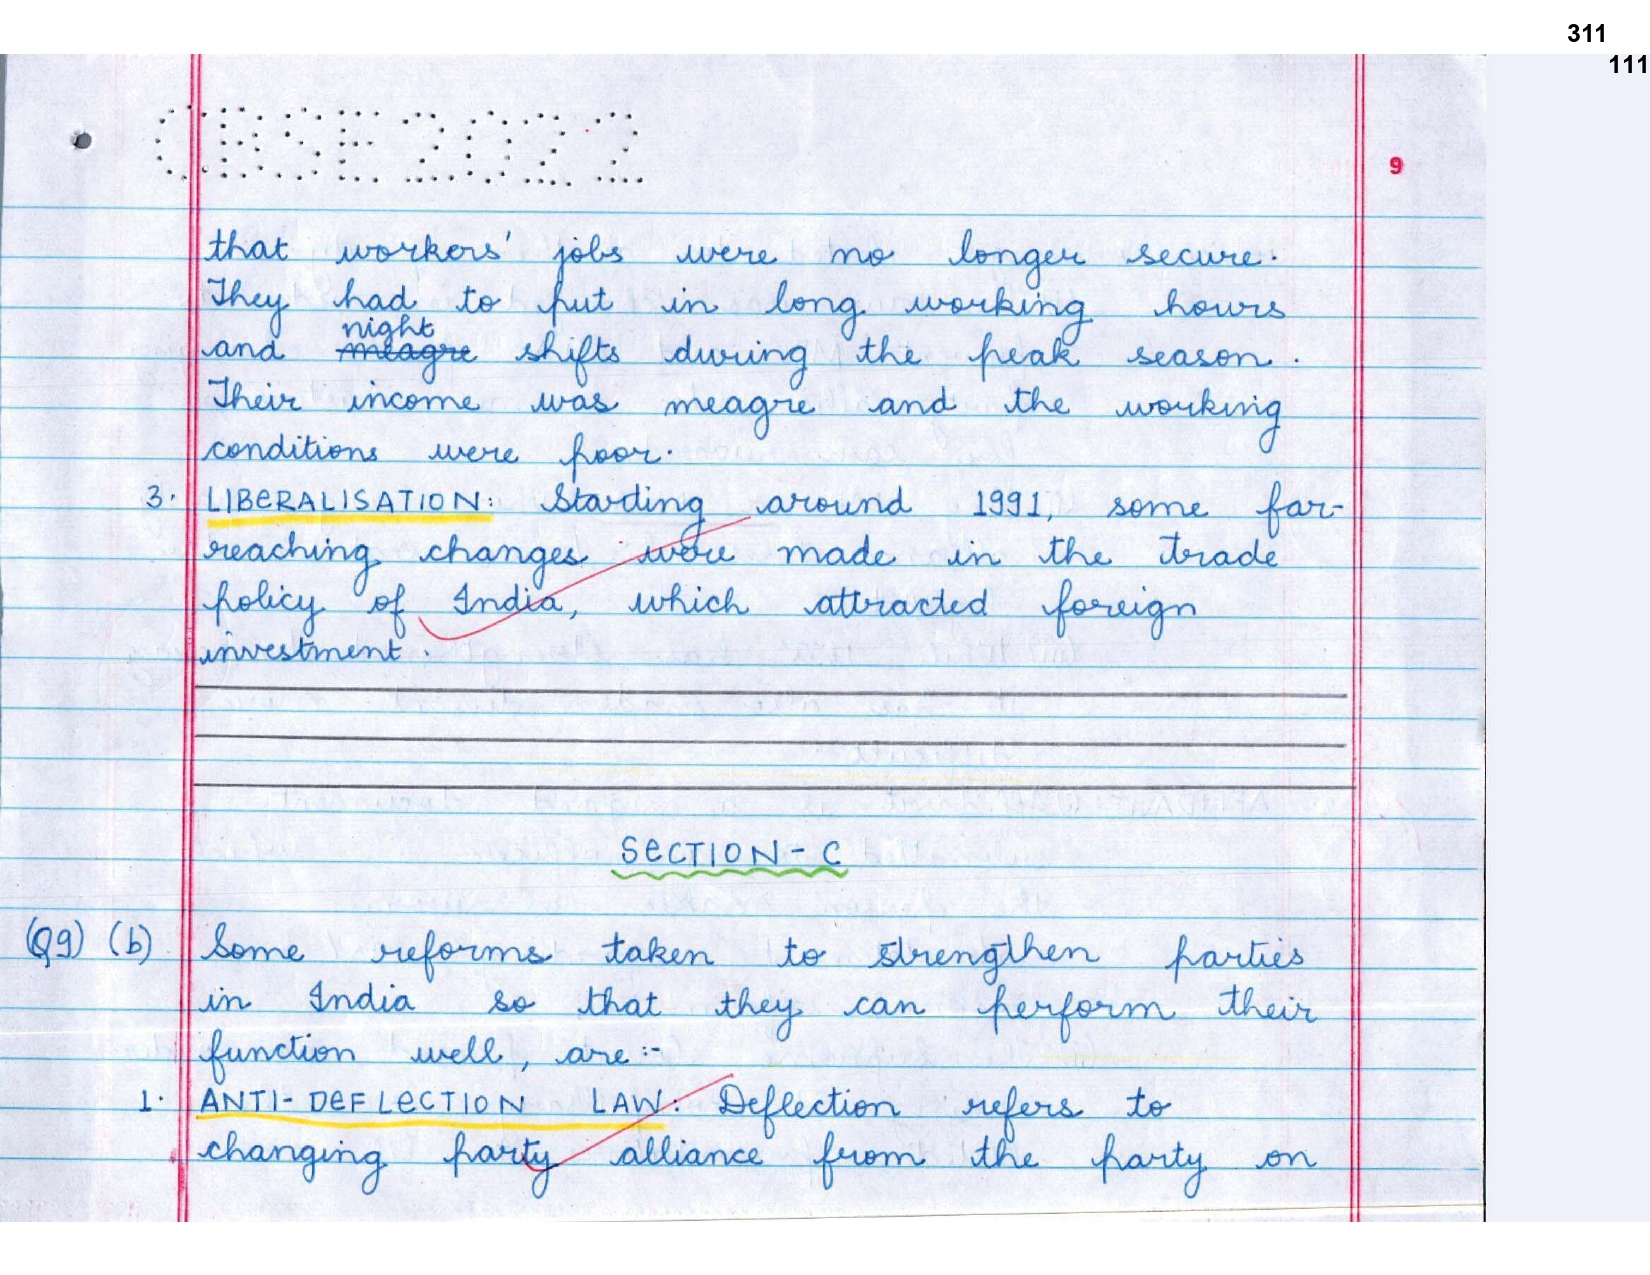 311
111
CBSE2022
9
that workers' jobs were no longer secure.
They had to put in long working hours
night
and meagre shifts during the peak season.
Their income was meagre and the working
conditions were poor.
3. LIBERALISATION: Starting around 1991, some far-
reaching changes were made in the trade
policy of India, which attracted foreign
investment.
SECTION - C
(Q9) (b) Some reforms taken to strengthen parties
in India so that they can perform their
function well, are :-
1. ANTI-DEFLECTION LAW: Deflection refers to
changing party alliance from the party on